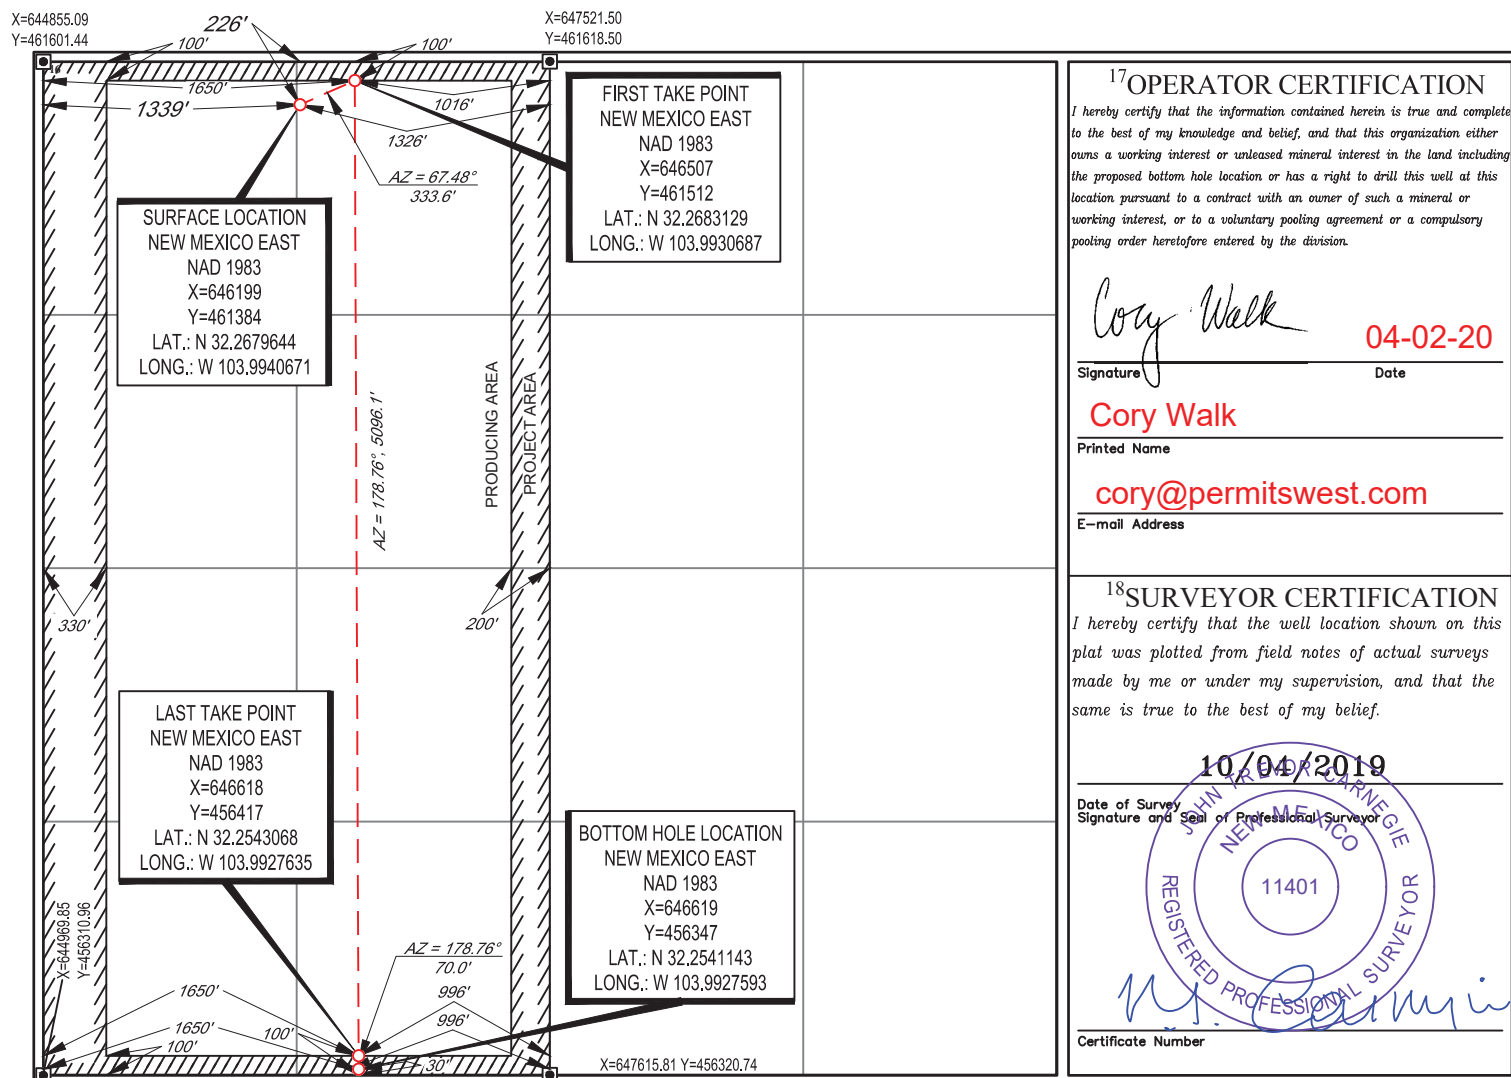 X=644855.09
Y=461601.44
X=647521.50
Y=461618.50
226'
100'
100'
1650'
1016'
1339'
1326'
AZ = 67.48°
333.6'
FIRST TAKE POINT
NEW MEXICO EAST
NAD 1983
X=646507
Y=461512
LAT.: N 32.2683129
LONG.: W 103.9930687
SURFACE LOCATION
NEW MEXICO EAST
NAD 1983
X=646199
Y=461384
LAT.: N 32.2679644
LONG.: W 103.9940671
AZ = 178.76°, 5096.1'
PRODUCING AREA
PROJECT AREA
330'
200'
LAST TAKE POINT
NEW MEXICO EAST
NAD 1983
X=646618
Y=456417
LAT.: N 32.2543068
LONG.: W 103.9927635
BOTTOM HOLE LOCATION
NEW MEXICO EAST
NAD 1983
X=646619
Y=456347
LAT.: N 32.2541143
LONG.: W 103.9927593
X=644969.85
Y=456310.96
AZ = 178.76°
70.0'
1650'
996'
1650'
100'
996'
100'
30'
X=647615.81 Y=456320.74
17 OPERATOR CERTIFICATION
I hereby certify that the information contained herein is true and complete
to the best of my knowledge and belief, and that this organization either
owns a working interest or unleased mineral interest in the land including
the proposed bottom hole location or has a right to drill this well at this
location pursuant to a contract with an owner of such a mineral or
working interest, or to a voluntary pooling agreement or a compulsory
pooling order heretofore entered by the division.
Cory Walk
04-02-20
Signature
Date
Cory Walk
Printed Name
cory@permitswest.com
E-mail Address
18 SURVEYOR CERTIFICATION
I hereby certify that the well location shown on this
plat was plotted from field notes of actual surveys
made by me or under my supervision, and that the
same is true to the best of my belief.
10/04/2019
Date of Survey
Signature and Seal of Professional Surveyor
JOHN TREVOR CARNEGIE
NEW MEXICO
11401
REGISTERED PROFESSIONAL SURVEYOR
Certificate Number